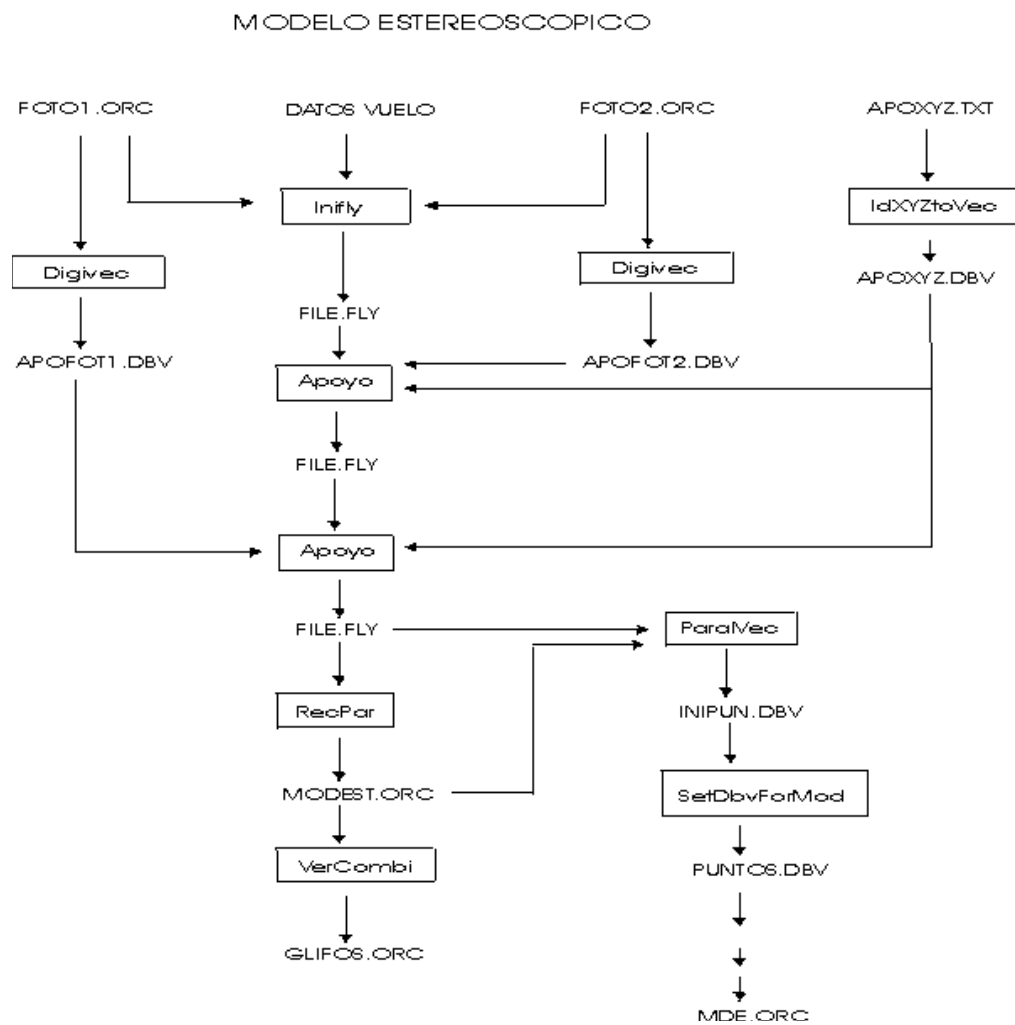 MODELO ESTEREOSCOPICO
FOTO1.ORC
DATOS VUELO
FOTO2.ORC
APOXYZ.TXT
Inifly
IdXYZtoVec
Digivec
Digivec
APOXYZ.DBV
FILE.FLY
APOFOT1.DBV
APOFOT2.DBV
Apoyo
FILE.FLY
Apoyo
FILE.FLY
ParalVec
RecPar
INIPUN.DBV
MODEST.ORC
SetDbvForMod
VerCombi
PUNTOS.DBV
GLIFOS.ORC
MDE.ORC